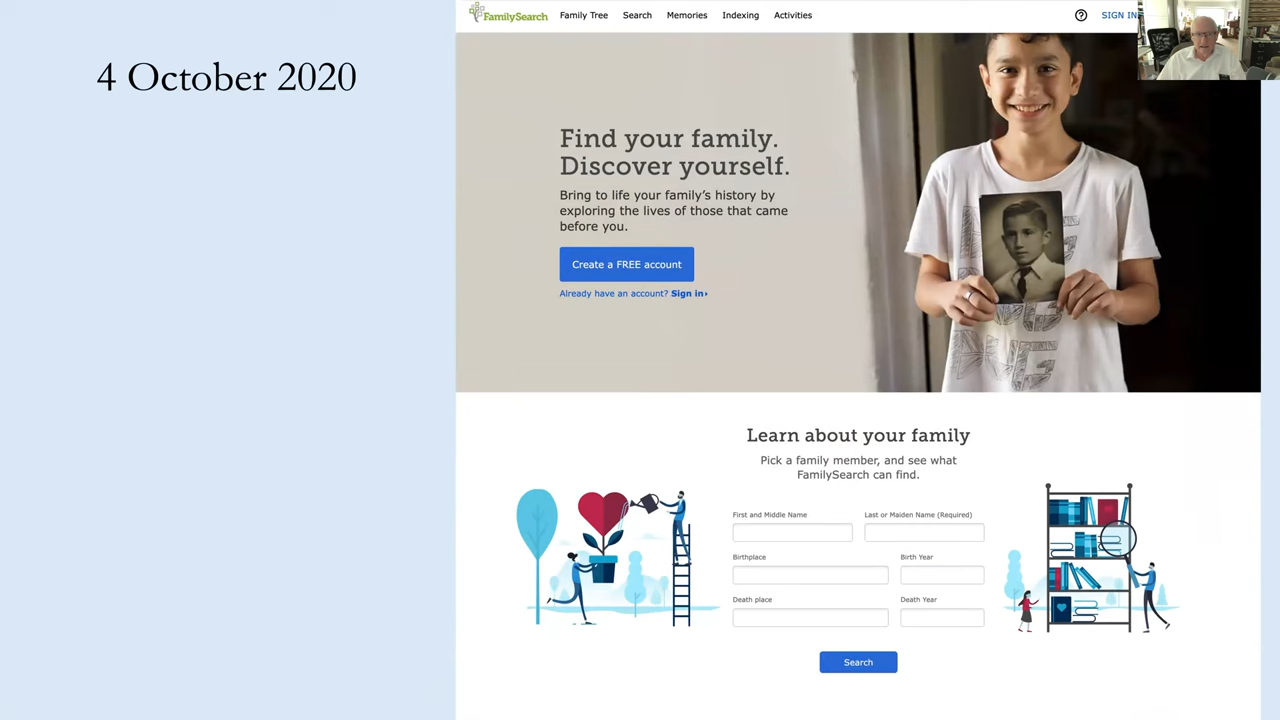 4 October 2020
FamilySearch
Family Tree
Search
Memories
Indexing
Activities
?
SIGN IN
Find your family.
Discover yourself.
Bring to life your family’s history by
exploring the lives of those that came
before you.
Create a FREE account
Already have an account? Sign in
Learn about your family
Pick a family member, and see what
FamilySearch can find.
First and Middle Name
Last or Maiden Name (Required)
Birthplace
Birth Year
Death place
Death Year
Search